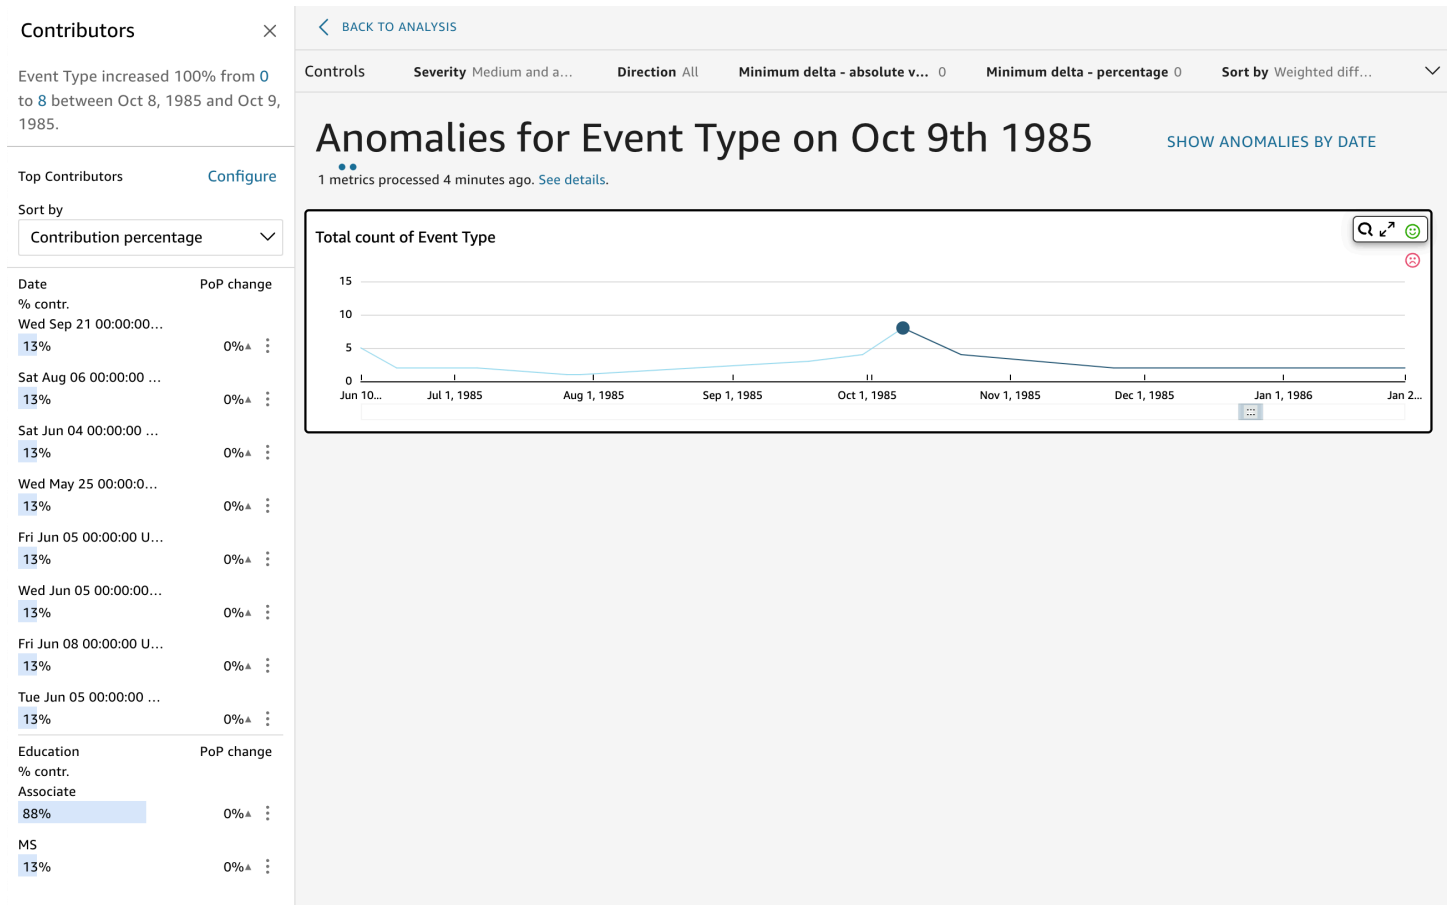 Contributors
Event Type increased 100% from 0
to 8 between Oct 8, 1985 and Oct 9,
1985.
Top Contributors Configure
Sort by
Contribution percentage
Date PoP change
% contr.
Wed Sep 21 00:00:00...
13% 0%▲
Sat Aug 06 00:00:00 ...
13% 0%▲
Sat Jun 04 00:00:00 ...
13% 0%▲
Wed May 25 00:00:0...
13% 0%▲
Fri Jun 05 00:00:00 U...
13% 0%▲
Wed Jun 05 00:00:00...
13% 0%▲
Fri Jun 08 00:00:00 U...
13% 0%▲
Tue Jun 05 00:00:00 ...
13% 0%▲
Education PoP change
% contr.
Associate
88% 0%▲
MS
13% 0%▲
BACK TO ANALYSIS
Controls Severity Medium and a... Direction All Minimum delta - absolute v... 0 Minimum delta - percentage 0 Sort by Weighted diff...
Anomalies for Event Type on Oct 9th 1985
SHOW ANOMALIES BY DATE
1 metrics processed 4 minutes ago. See details.
Total count of Event Type
15
10
5
0
Jun 10... Jul 1, 1985 Aug 1, 1985 Sep 1, 1985 Oct 1, 1985 Nov 1, 1985 Dec 1, 1985 Jan 1, 1986 Jan 2...